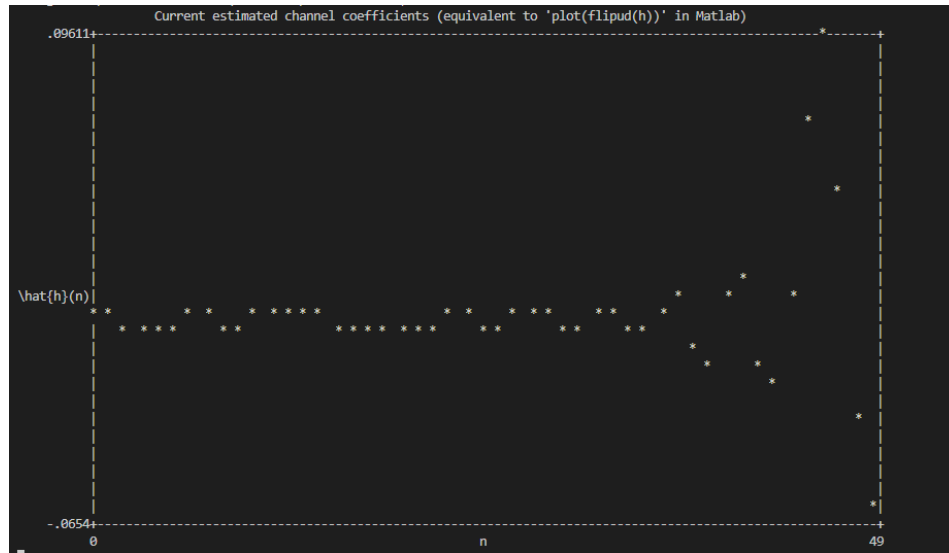 Current estimated channel coefficients (equivalent to 'plot(flipud(h))' in Matlab)
.09611
\hat{h}(n)
-.0654
0 n 49